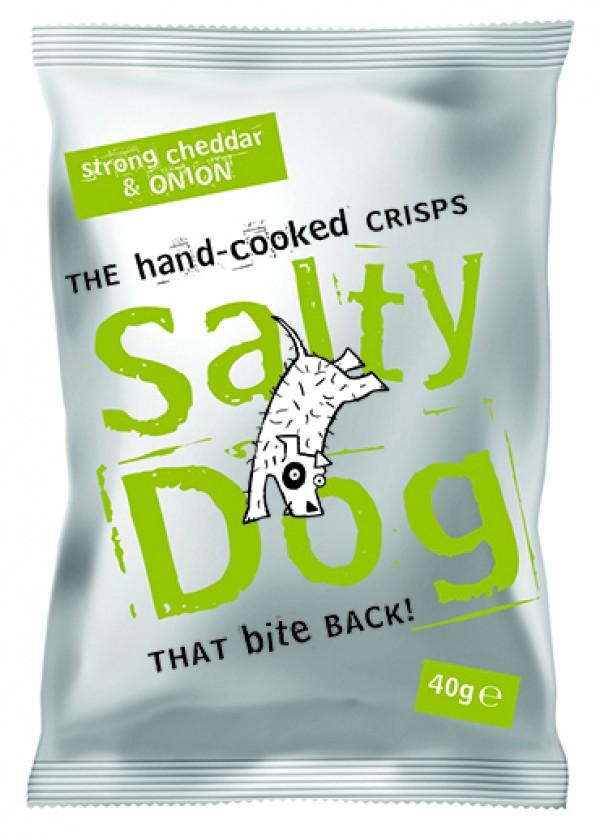 strong cheddar
& ONION
THE hand-cooked CRISPS
Salty
Dog
THAT bite BACK!
40g ℮